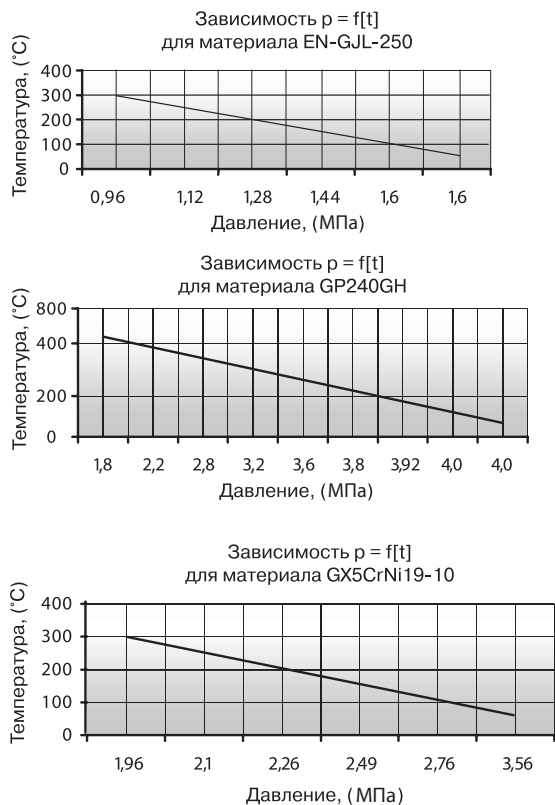 Зависимость p = f[t]
для материала EN-GJL-250
Температура, (°C)
400
300
200
100
0
0,96 1,12 1,28 1,44 1,6 1,6
Давление, (МПа)
Зависимость p = f[t]
для материала GP240GH
Температура, (°C)
800
400
200
0
1,8 2,2 2,8 3,2 3,6 3,8 3,92 4,0 4,0
Давление, (МПа)
Зависимость p = f[t]
для материала GX5CrNi19-10
Температура, (°C)
400
300
200
100
0
1,96 2,1 2,26 2,49 2,76 3,56
Давление, (МПа)